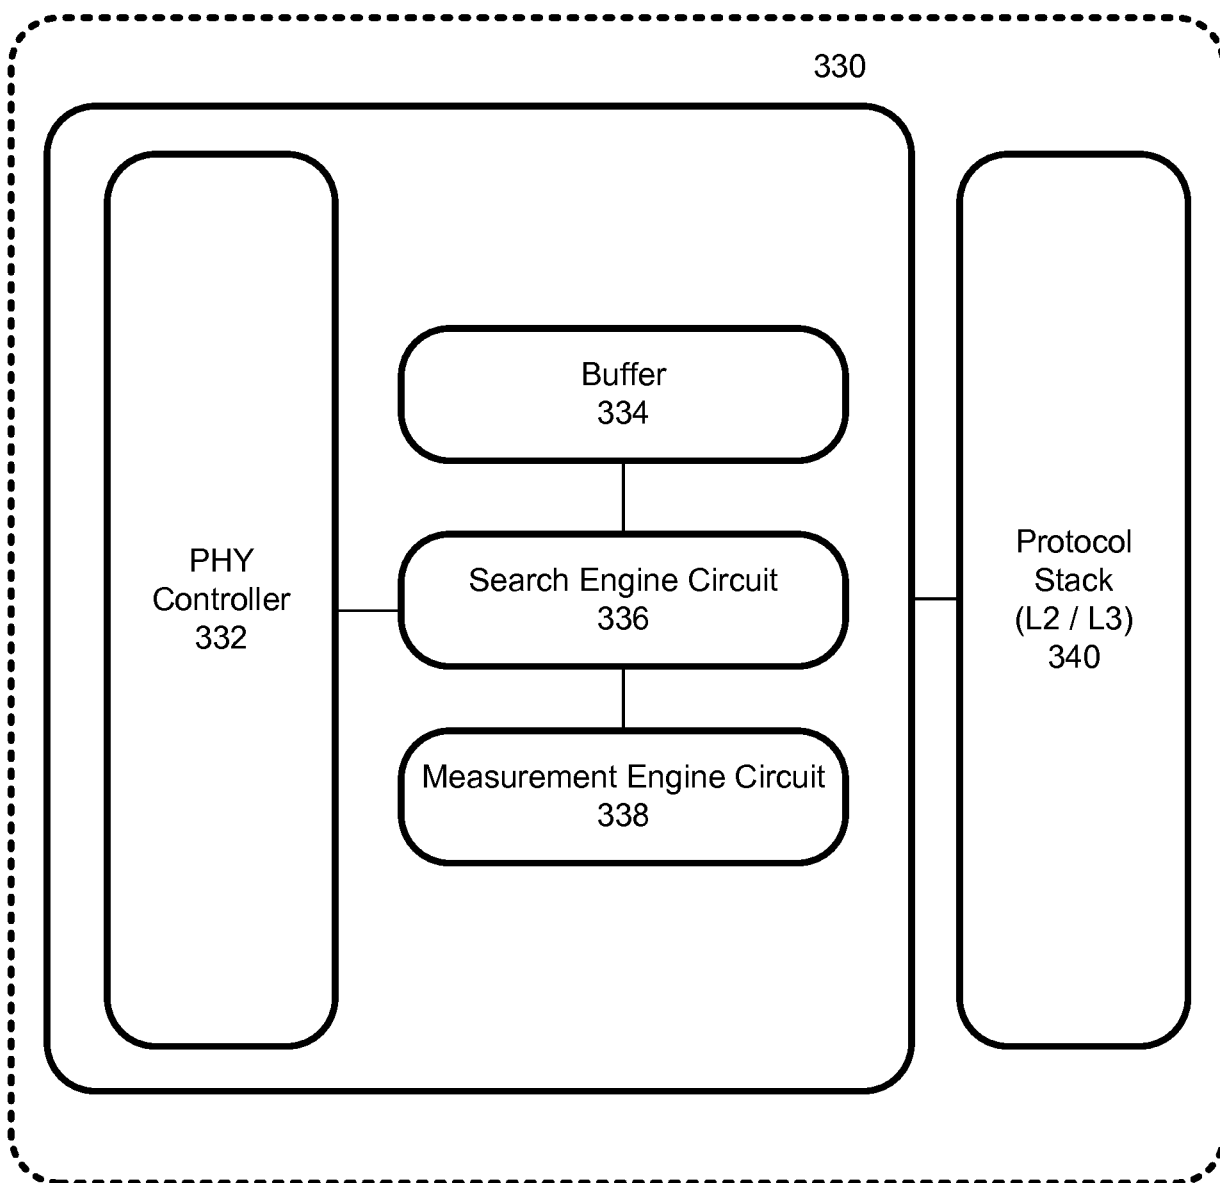 330
Buffer
334
PHY
Controller
332
Search Engine Circuit
336
Measurement Engine Circuit
338
Protocol
Stack
(L2 / L3)
340